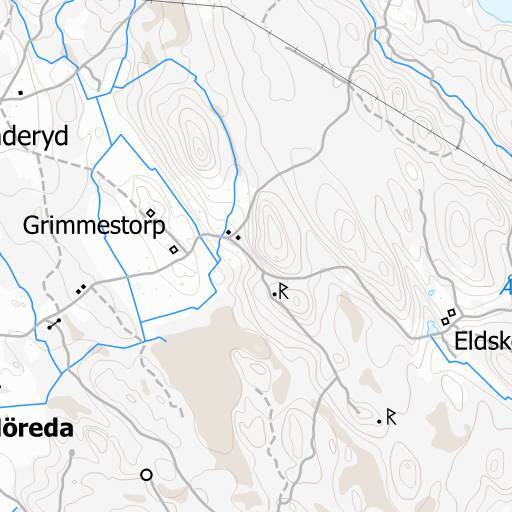 deryd
Grimmestorp
A
ᚱ
Eldsk
öreda
ᚱ